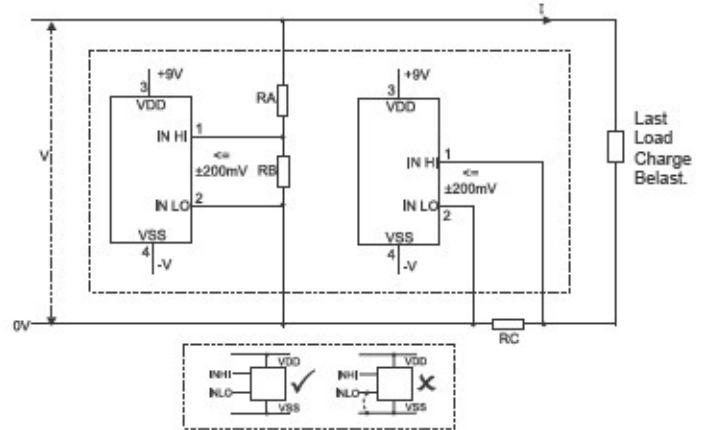 I
+9V
3
VDD
IN HI
1
<=
±200mV
IN LO
2
VSS
4
-V
RA
RB
+9V
3
VDD
IN HI
1
<=
±200mV
IN LO
2
VSS
4
-V
Last
Load
Charge
Belast.
V
0V
RC
VDD
INHI
INLO
VSS
VDD
INHI
INLO
VSS